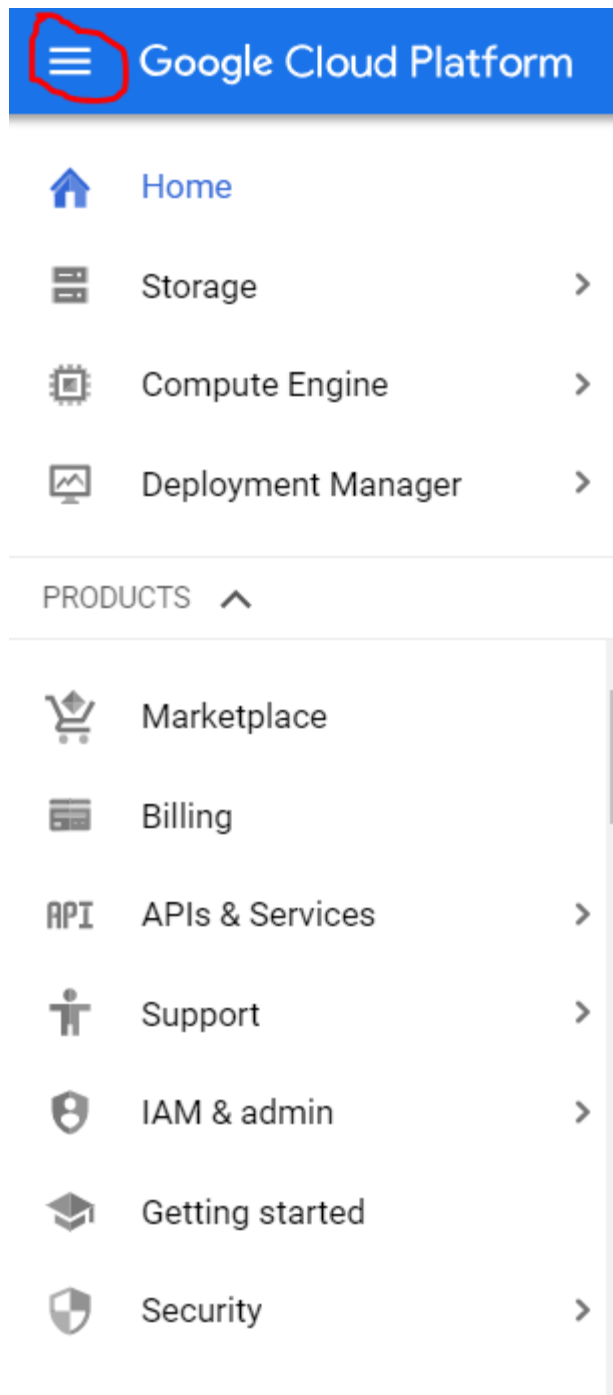 Google Cloud Platform
Home
Storage
Compute Engine
Deployment Manager
PRODUCTS
Marketplace
Billing
API APIs & Services
Support
IAM & admin
Getting started
Security